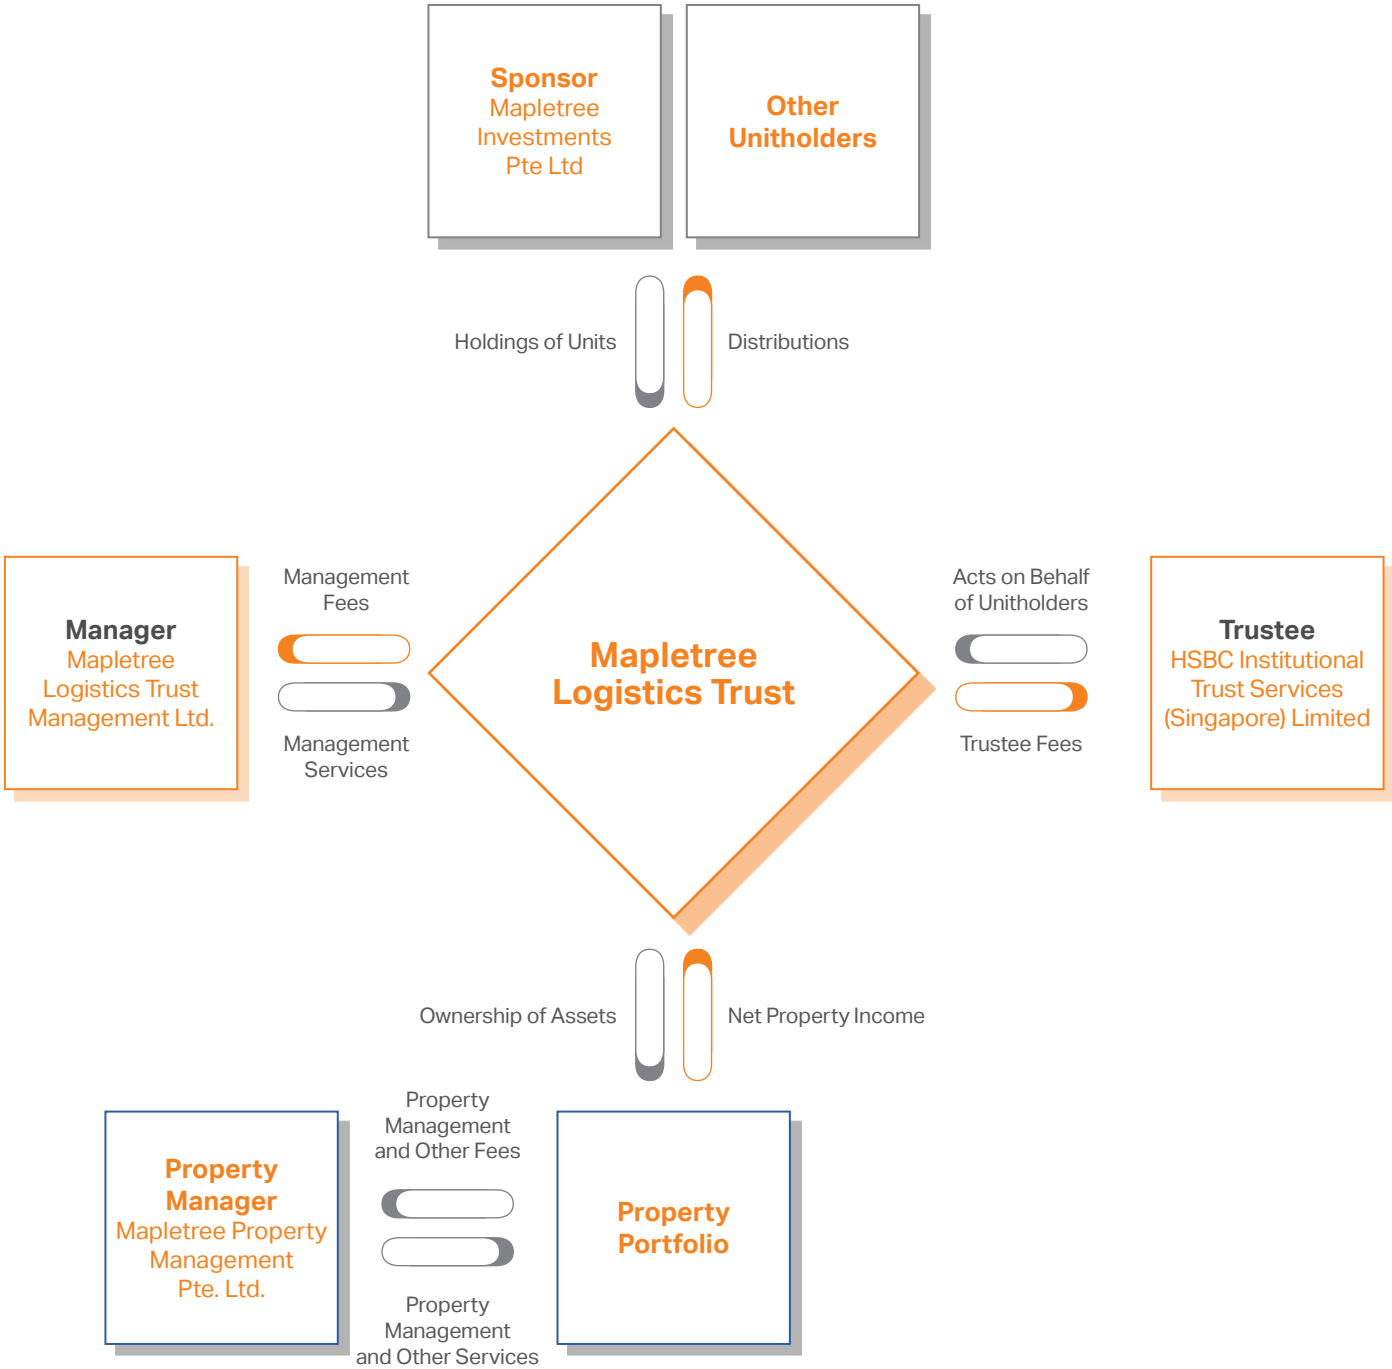 Sponsor
Mapletree
Investments
Pte Ltd
Other
Unitholders
Holdings of Units
Distributions
Manager
Mapletree
Logistics Trust
Management Ltd.
Management
Fees
Management
Services
Mapletree
Logistics Trust
Acts on Behalf
of Unitholders
Trustee Fees
Trustee
HSBC Institutional
Trust Services
(Singapore) Limited
Ownership of Assets
Net Property Income
Property
Manager
Mapletree Property
Management
Pte. Ltd.
Property
Management
and Other Fees
Property
Management
and Other Services
Property
Portfolio